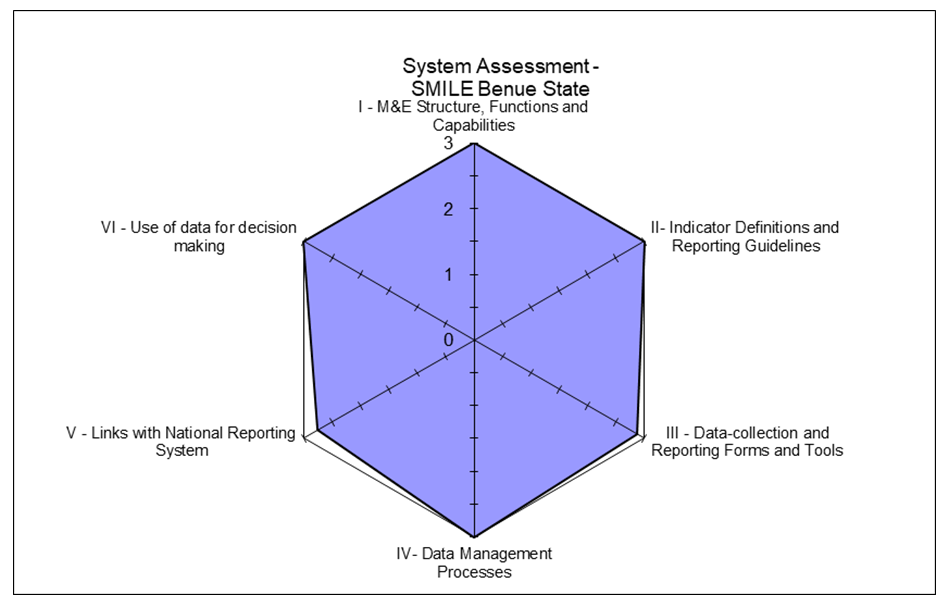 System Assessment -
SMILE Benue State
I - M&E Structure, Functions and
Capabilities
3
VI - Use of data for decision
making
2
II- Indicator Definitions and
Reporting Guidelines
1
0
V - Links with National Reporting
System
III - Data-collection and
Reporting Forms and Tools
IV- Data Management
Processes